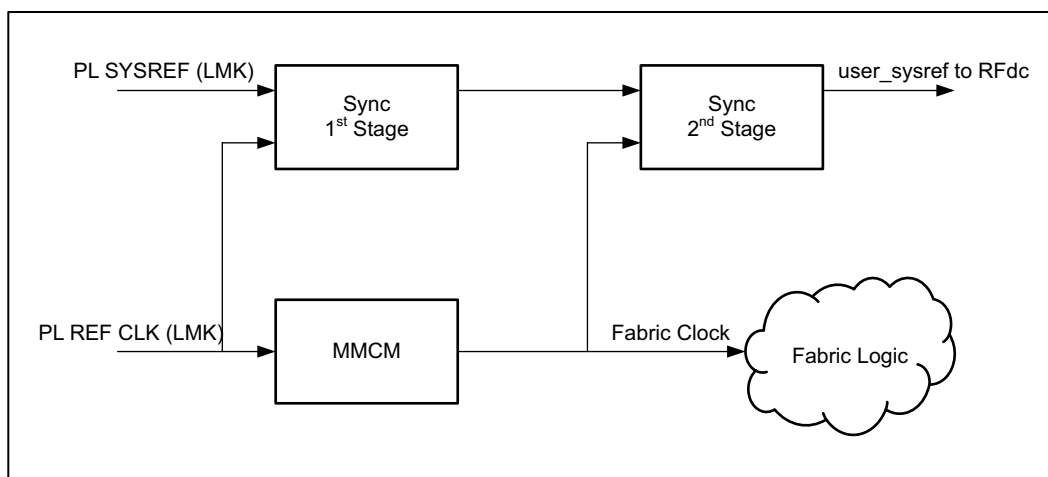 PL SYSREF (LMK)
Sync
1st Stage
Sync
2nd Stage
user_sysref to RFdc
PL REF CLK (LMK)
MMCM
Fabric Clock
Fabric Logic